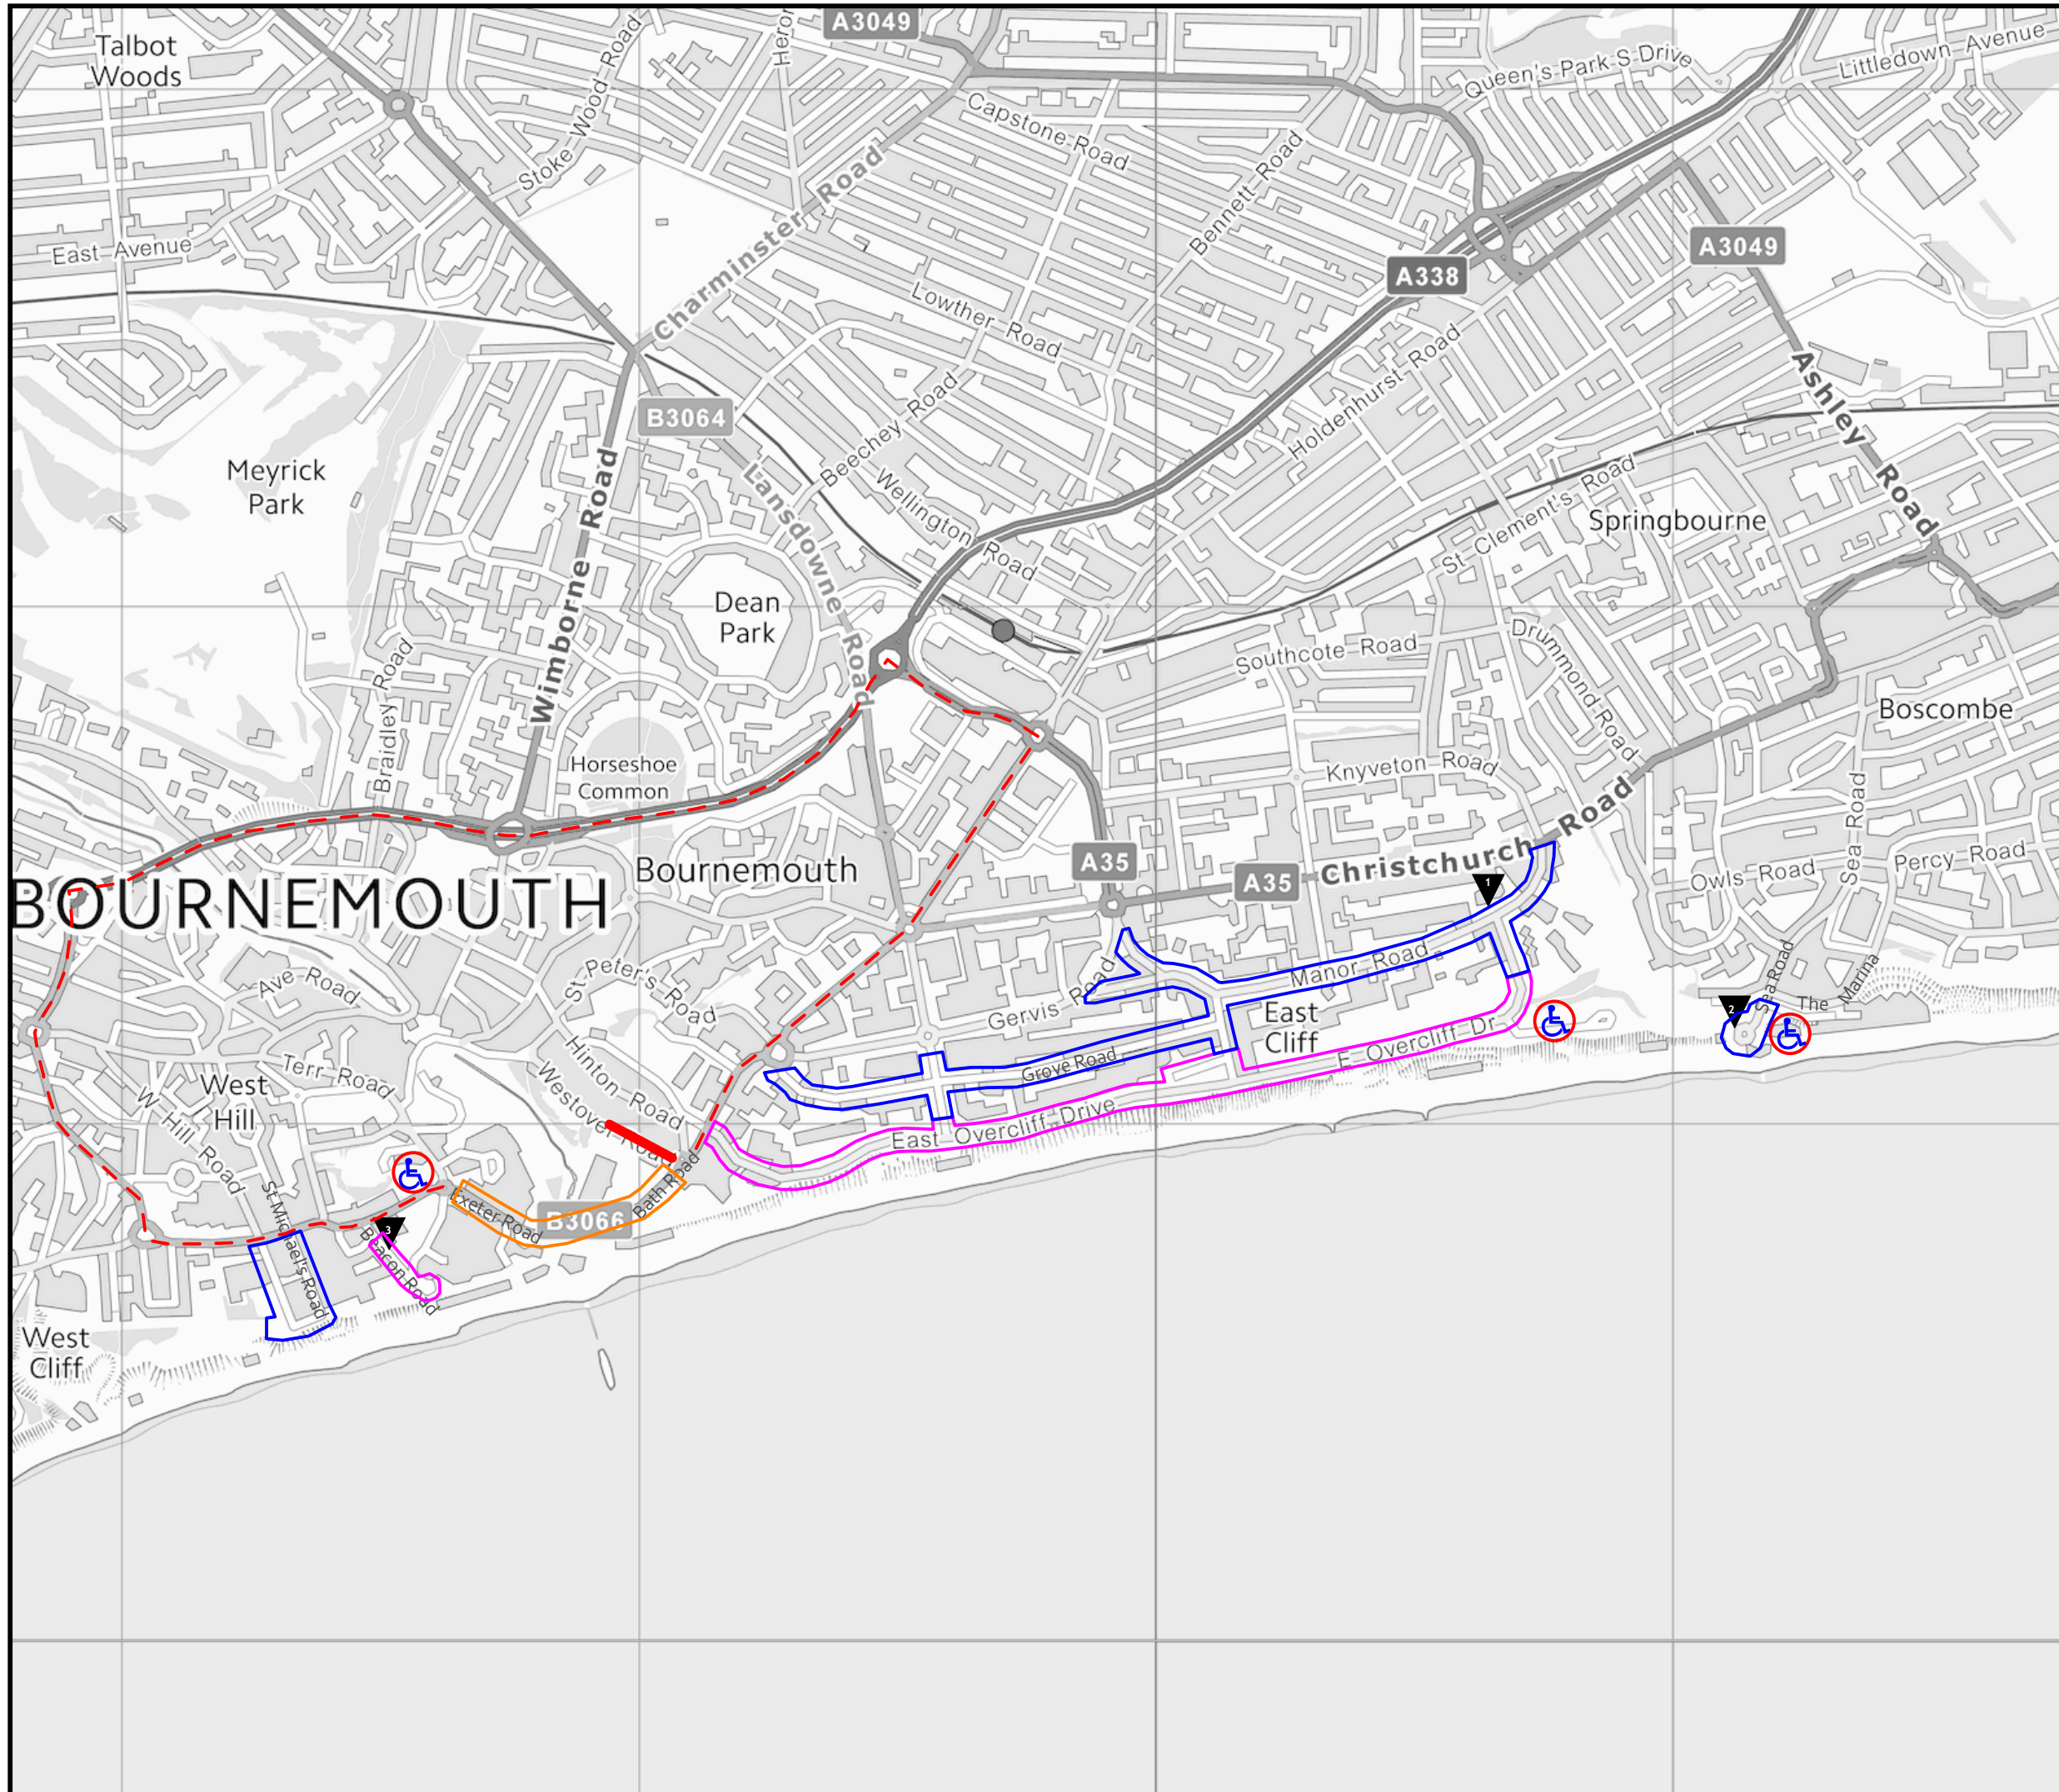 A3049
Talbot
Woods
Heron
Stoke Wood Road
Queen's Park S Drive
Littledown Avenue
Capstone Road
Charminster Road
Bennett Road
East Avenue
A338
A3049
Lowther Road
Holdenhurst Road
Ashley Road
B3064
Beechey Road
Meyrick
Park
Wimborne Road
Lansdowne Road
Wellington Road
St Clement's Road
Springbourne
Dean
Park
Southcote Road
Drummond Road
Braidley Road
Boscombe
Horseshoe
Common
Knyveton Road
Sea Road
Bournemouth
A35
A35
Christchurch Road
Owls Road
Percy Road
BOURNEMOUTH
1
Ave Road
St Peter's Road
Gervis Road
Manor Road
East
Cliff
2
Sea Road
The Marina
Terr Road
Hinton Road
Westover Road
Grove Road
E Overcliff Dr
West
Hill
W Hill Road
East Overcliff Drive
St Michael's Road
3
Exeter Road
B3066
Bath Road
Beacon Road
West
Cliff